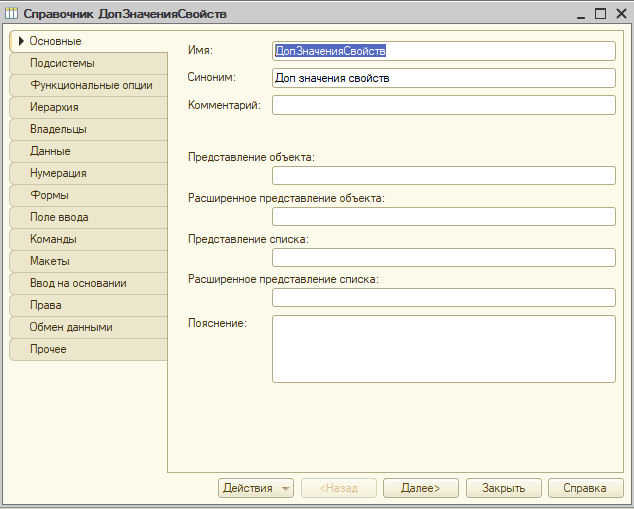 Справочник ДопЗначенияСвойств
Основные
Подсистемы
Функциональные опции
Иерархия
Владельцы
Данные
Нумерация
Формы
Поле ввода
Команды
Макеты
Ввод на основании
Права
Обмен данными
Прочее
Имя:
ДопЗначенияСвойств
Синоним:
Доп значения свойств
Комментарий:
Представление объекта:
Расширенное представление объекта:
Представление списка:
Расширенное представление списка:
Пояснение:
Действия
<Назад
Далее>
Закрыть
Справка